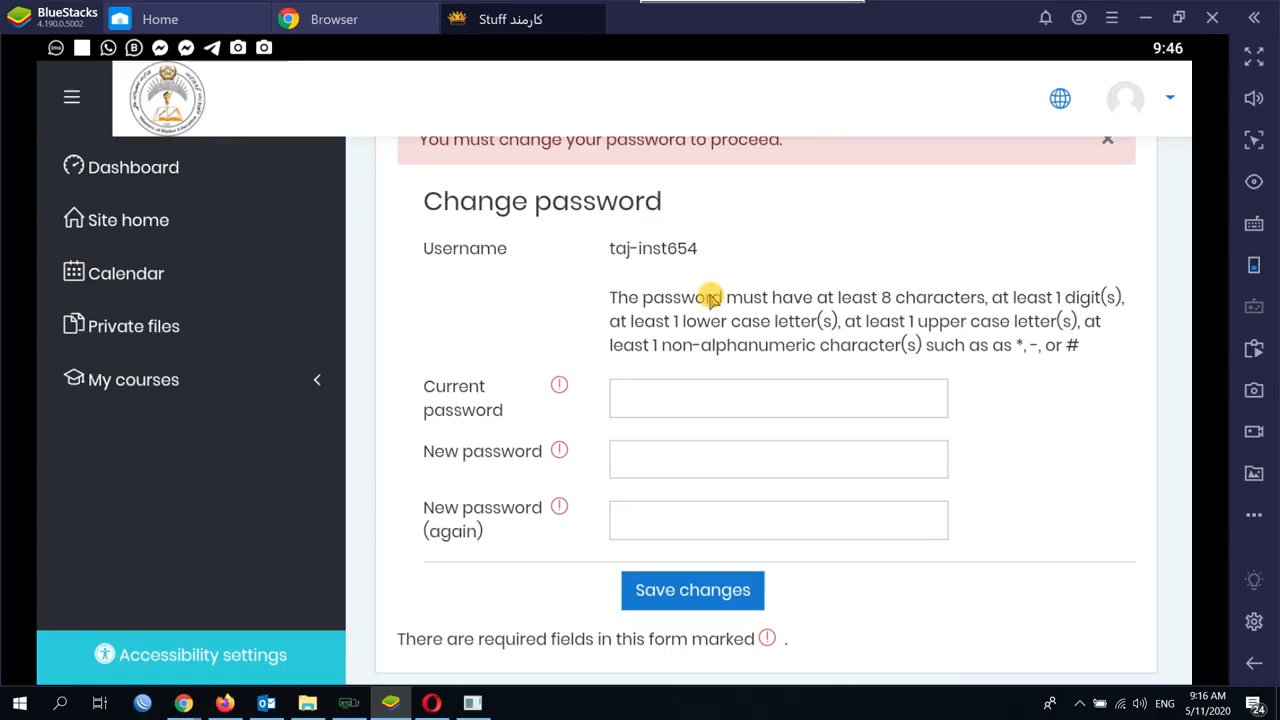 BlueStacks
4.190.0.5002
Home
Browser
Stuff کارمند
9:46
You must change your password to proceed.
×
Dashboard
Site home
Calendar
Private files
My courses
Accessibility settings
Change password
Username
taj-inst654
The password must have at least 8 characters, at least 1 digit(s),
at least 1 lower case letter(s), at least 1 upper case letter(s), at
least 1 non-alphanumeric character(s) such as as *, -, or #
Current
password
New password
New password
(again)
Save changes
There are required fields in this form marked .
ENG
9:16 AM
5/11/2020
24